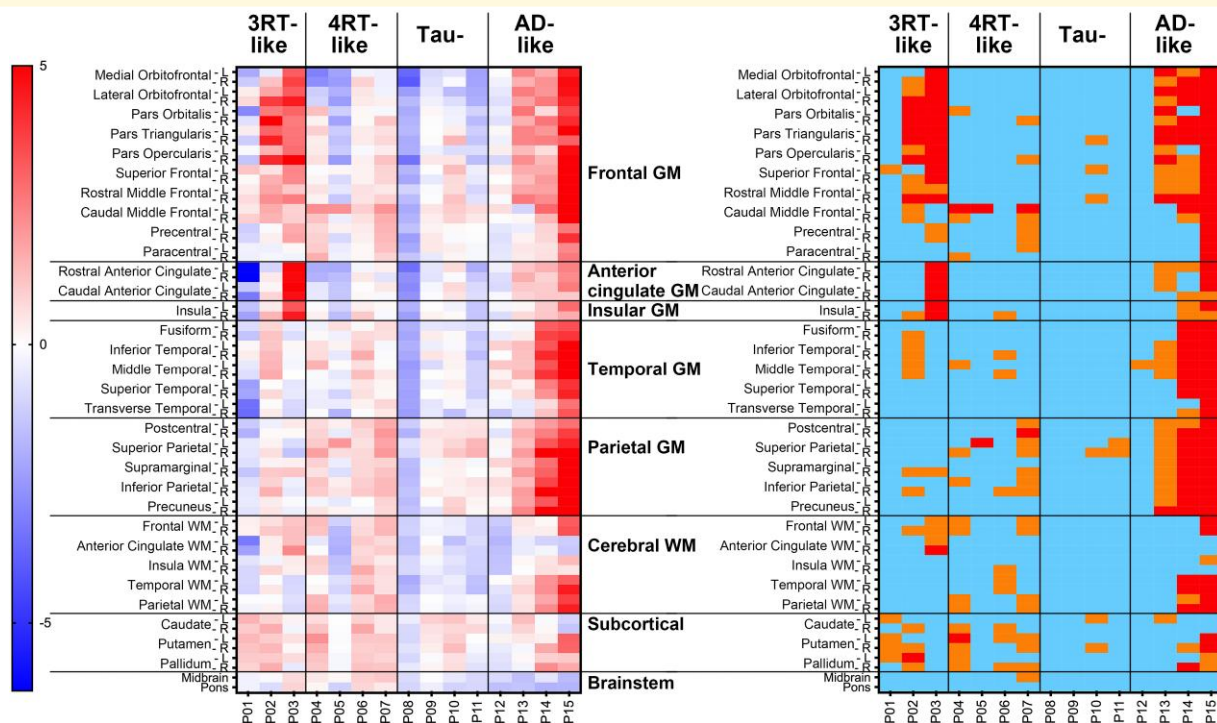 3RT-like 4RT-like Tau- AD-like
5
0
-5
Medial Orbitofrontal - L
- R
Lateral Orbitofrontal - L
- R
Pars Orbitalis - L
- R
Pars Triangularis - L
- R
Pars Opercularis - L
- R
Superior Frontal - L
- R
Rostral Middle Frontal - L
- R
Caudal Middle Frontal - L
- R
Precentral - L
- R
Paracentral - L
- R
Rostral Anterior Cingulate - L
- R
Caudal Anterior Cingulate - L
- R
Insula - L
- R
Fusiform - L
- R
Inferior Temporal - L
- R
Middle Temporal - L
- R
Superior Temporal - L
- R
Transverse Temporal - L
- R
Postcentral - L
- R
Superior Parietal - L
- R
Supramarginal - L
- R
Inferior Parietal - L
- R
Precuneus - L
- R
Frontal WM - L
- R
Anterior Cingulate WM - L
- R
Insula WM - L
- R
Temporal WM - L
- R
Parietal WM - L
- R
Caudate - L
- R
Putamen - L
- R
Pallidum - L
- R
Midbrain
Pons
P01 P02 P03 P04 P05 P06 P07 P08 P09 P10 P11 P12 P13 P14 P15
Frontal GM
Anterior
cingulate GM
Insular GM
Temporal GM
Parietal GM
Cerebral WM
Subcortical
Brainstem
3RT-like 4RT-like Tau- AD-like
Medial Orbitofrontal - L
- R
Lateral Orbitofrontal - L
- R
Pars Orbitalis - L
- R
Pars Triangularis - L
- R
Pars Opercularis - L
- R
Superior Frontal - L
- R
Rostral Middle Frontal - L
- R
Caudal Middle Frontal - L
- R
Precentral - L
- R
Paracentral - L
- R
Rostral Anterior Cingulate - L
- R
Caudal Anterior Cingulate - L
- R
Insula - L
- R
Fusiform - L
- R
Inferior Temporal - L
- R
Middle Temporal - L
- R
Superior Temporal - L
- R
Transverse Temporal - L
- R
Postcentral - L
- R
Superior Parietal - L
- R
Supramarginal - L
- R
Inferior Parietal - L
- R
Precuneus - L
- R
Frontal WM - L
- R
Anterior Cingulate WM - L
- R
Insula WM - L
- R
Temporal WM - L
- R
Parietal WM - L
- R
Caudate - L
- R
Putamen - L
- R
Pallidum - L
- R
Midbrain
Pons
P01 P02 P03 P04 P05 P06 P07 P08 P09 P10 P11 P12 P13 P14 P15